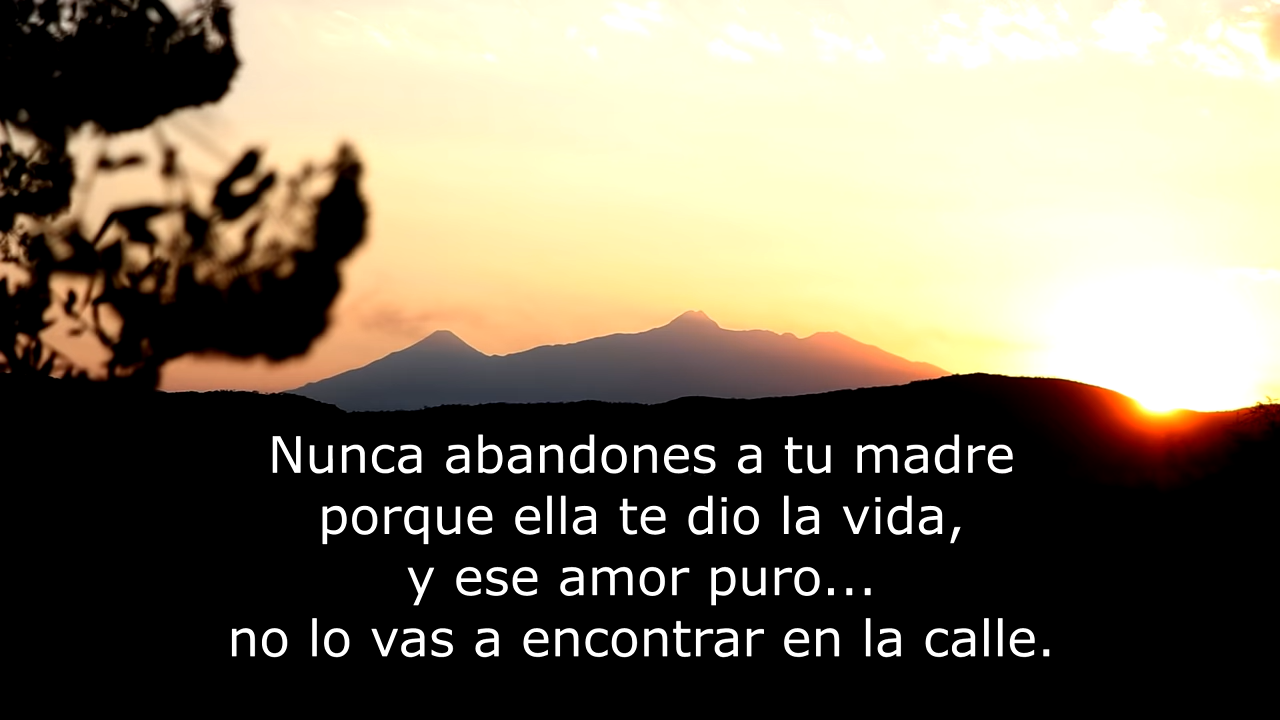 Nunca abandones a tu madre
porque ella te dio la vida,
y ese amor puro...
no lo vas a encontrar en la calle.